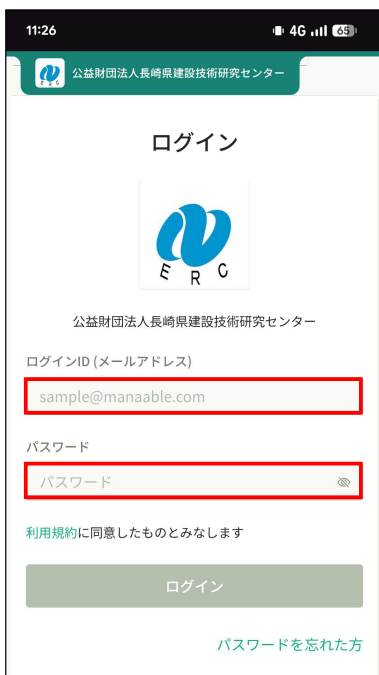 11:26
4G 65
公益財団法人長崎県建設技術研究センター
ログイン
E R C
公益財団法人長崎県建設技術研究センター
ログインID (メールアドレス)
sample@manaable.com
パスワード
パスワード
利用規約に同意したものとみなします
ログイン
パスワードを忘れた方